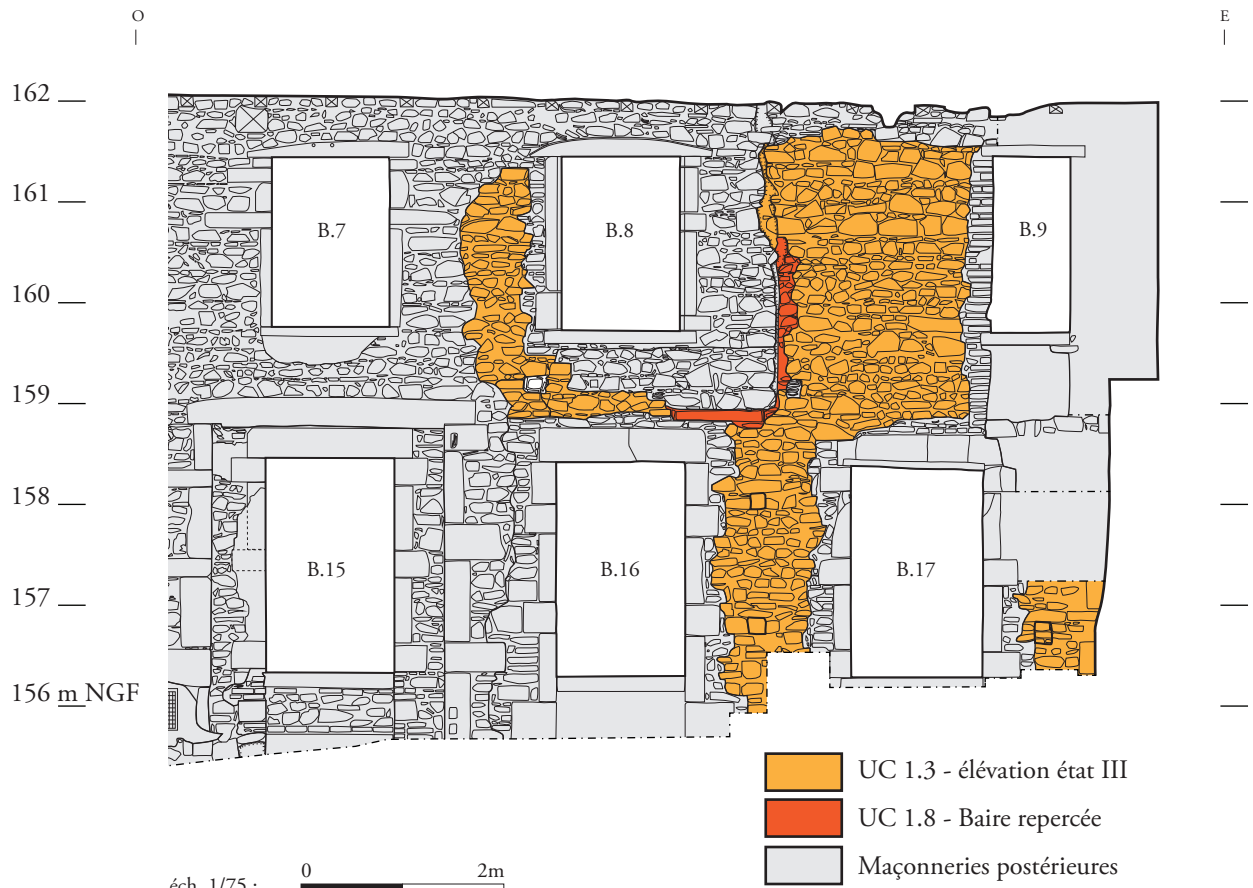 O
E
162
161
160
159
158
157
156 m NGF
B.7
B.8
B.9
B.15
B.16
B.17
UC 1.3 - élévation état III
UC 1.8 - Baire repercée
Maçonneries postérieures
0 2m
éch. 1/75 :